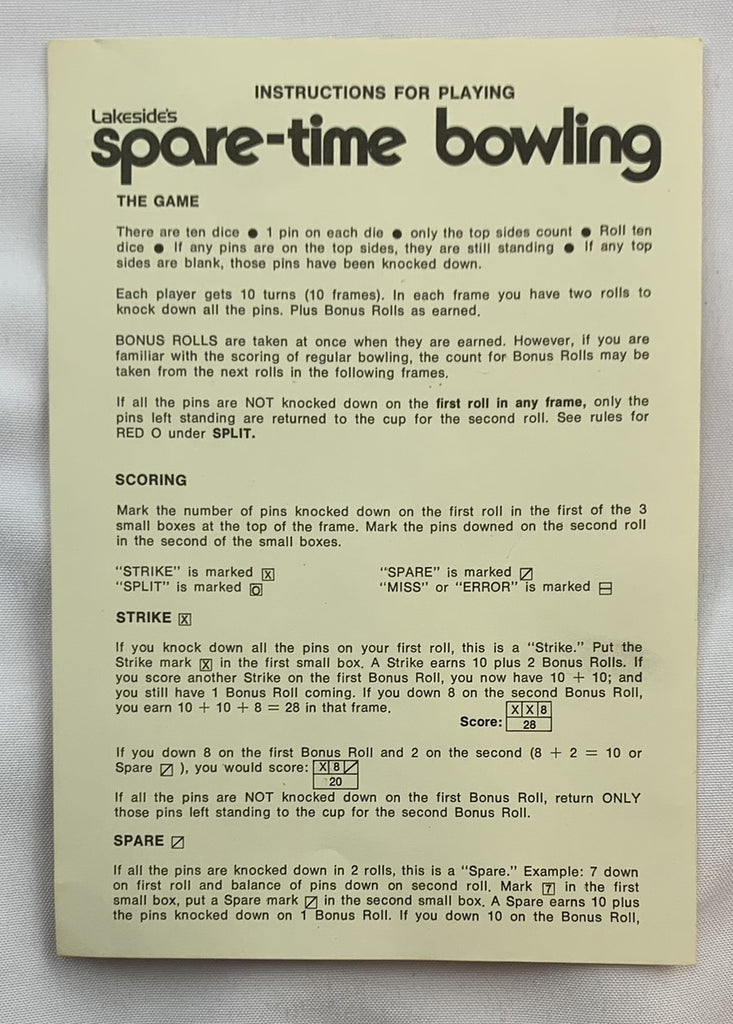 INSTRUCTIONS FOR PLAYING
Lakeside's
spare-time bowling
THE GAME
There are ten dice ● 1 pin on each die ● only the top sides count ● Roll ten
dice ● If any pins are on the top sides, they are still standing ● If any top
sides are blank, those pins have been knocked down.
Each player gets 10 turns (10 frames). In each frame you have two rolls to
knock down all the pins. Plus Bonus Rolls as earned.
BONUS ROLLS are taken at once when they are earned. However, if you are
familiar with the scoring of regular bowling, the count for Bonus Rolls may be
taken from the next rolls in the following frames.
If all the pins are NOT knocked down on the first roll in any frame, only the
pins left standing are returned to the cup for the second roll. See rules for
RED O under SPLIT.
SCORING
Mark the number of pins knocked down on the first roll in the first of the 3
small boxes at the top of the frame. Mark the pins downed on the second roll
in the second of the small boxes.
"STRIKE" is marked X "SPARE" is marked /
"SPLIT" is marked O "MISS" or "ERROR" is marked —
STRIKE X
If you knock down all the pins on your first roll, this is a "Strike." Put the
Strike mark X in the first small box. A Strike earns 10 plus 2 Bonus Rolls. If
you score another Strike on the first Bonus Roll, you now have 10 + 10; and
you still have 1 Bonus Roll coming. If you down 8 on the second Bonus Roll,
you earn 10 + 10 + 8 = 28 in that frame. X X 8
Score: 28
If you down 8 on the first Bonus Roll and 2 on the second (8 + 2 = 10 or
Spare / ), you would score: X 8 /
20
If all the pins are NOT knocked down on the first Bonus Roll, return ONLY
those pins left standing to the cup for the second Bonus Roll.
SPARE /
If all the pins are knocked down in 2 rolls, this is a "Spare." Example: 7 down
on first roll and balance of pins down on second roll. Mark 7 in the first
small box, put a Spare mark / in the second small box. A Spare earns 10 plus
the pins knocked down on 1 Bonus Roll. If you down 10 on the Bonus Roll,